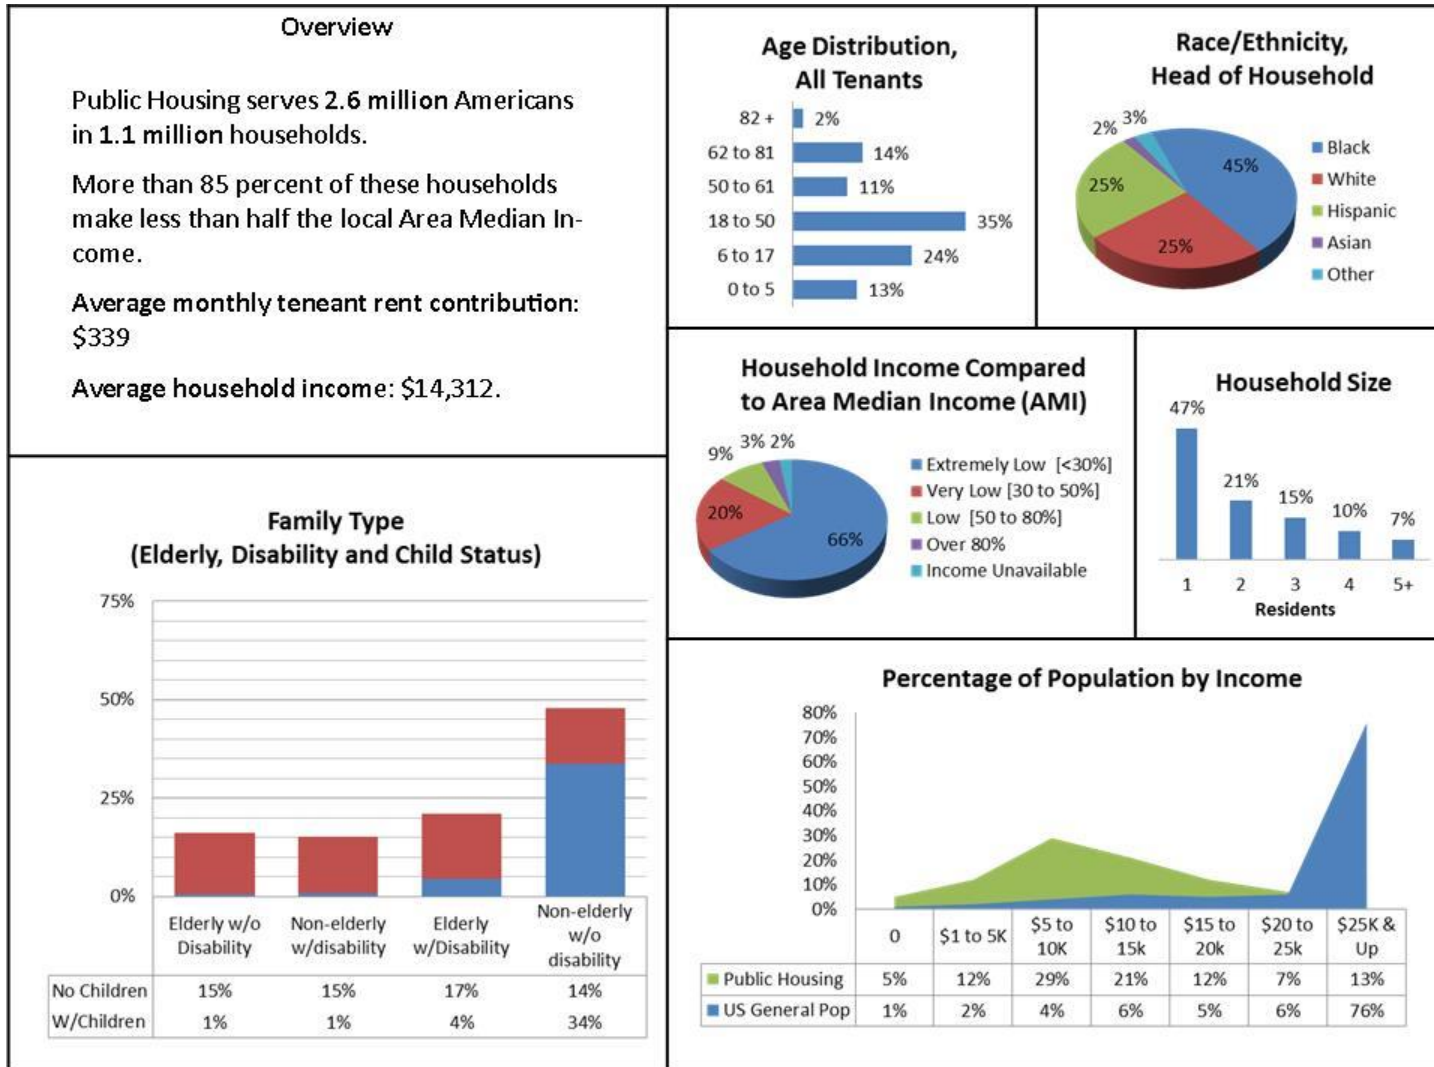 Overview
Public Housing serves 2.6 million Americans
in 1.1 million households.
More than 85 percent of these households
make less than half the local Area Median In-
come.
Average monthly teneant rent contribution:
$339
Average household income: $14,312.
Age Distribution,
All Tenants
82 + 2%
62 to 81 14%
50 to 61 11%
18 to 50 35%
6 to 17 24%
0 to 5 13%
Race/Ethnicity,
Head of Household
2% 3%
45%
25%
25%
Black
White
Hispanic
Asian
Other
Household Income Compared
to Area Median Income (AMI)
9% 3% 2%
20%
66%
Extremely Low [<30%]
Very Low [30 to 50%]
Low [50 to 80%]
Over 80%
Income Unavailable
Household Size
47%
21%
15%
10%
7%
1 2 3 4 5+
Residents
Family Type
(Elderly, Disability and Child Status)
75%
50%
25%
0%
Elderly w/o
Disability
Non-elderly
w/disability
Elderly
w/Disability
Non-elderly
w/o
disability
No Children 15% 15% 17% 14%
W/Children 1% 1% 4% 34%
Percentage of Population by Income
80%
70%
60%
50%
40%
30%
20%
10%
0%
0
$1 to 5K
$5 to
10K
$10 to
15k
$15 to
20k
$20 to
25k
$25K &
Up
Public Housing 5% 12% 29% 21% 12% 7% 13%
US General Pop 1% 2% 4% 6% 5% 6% 76%